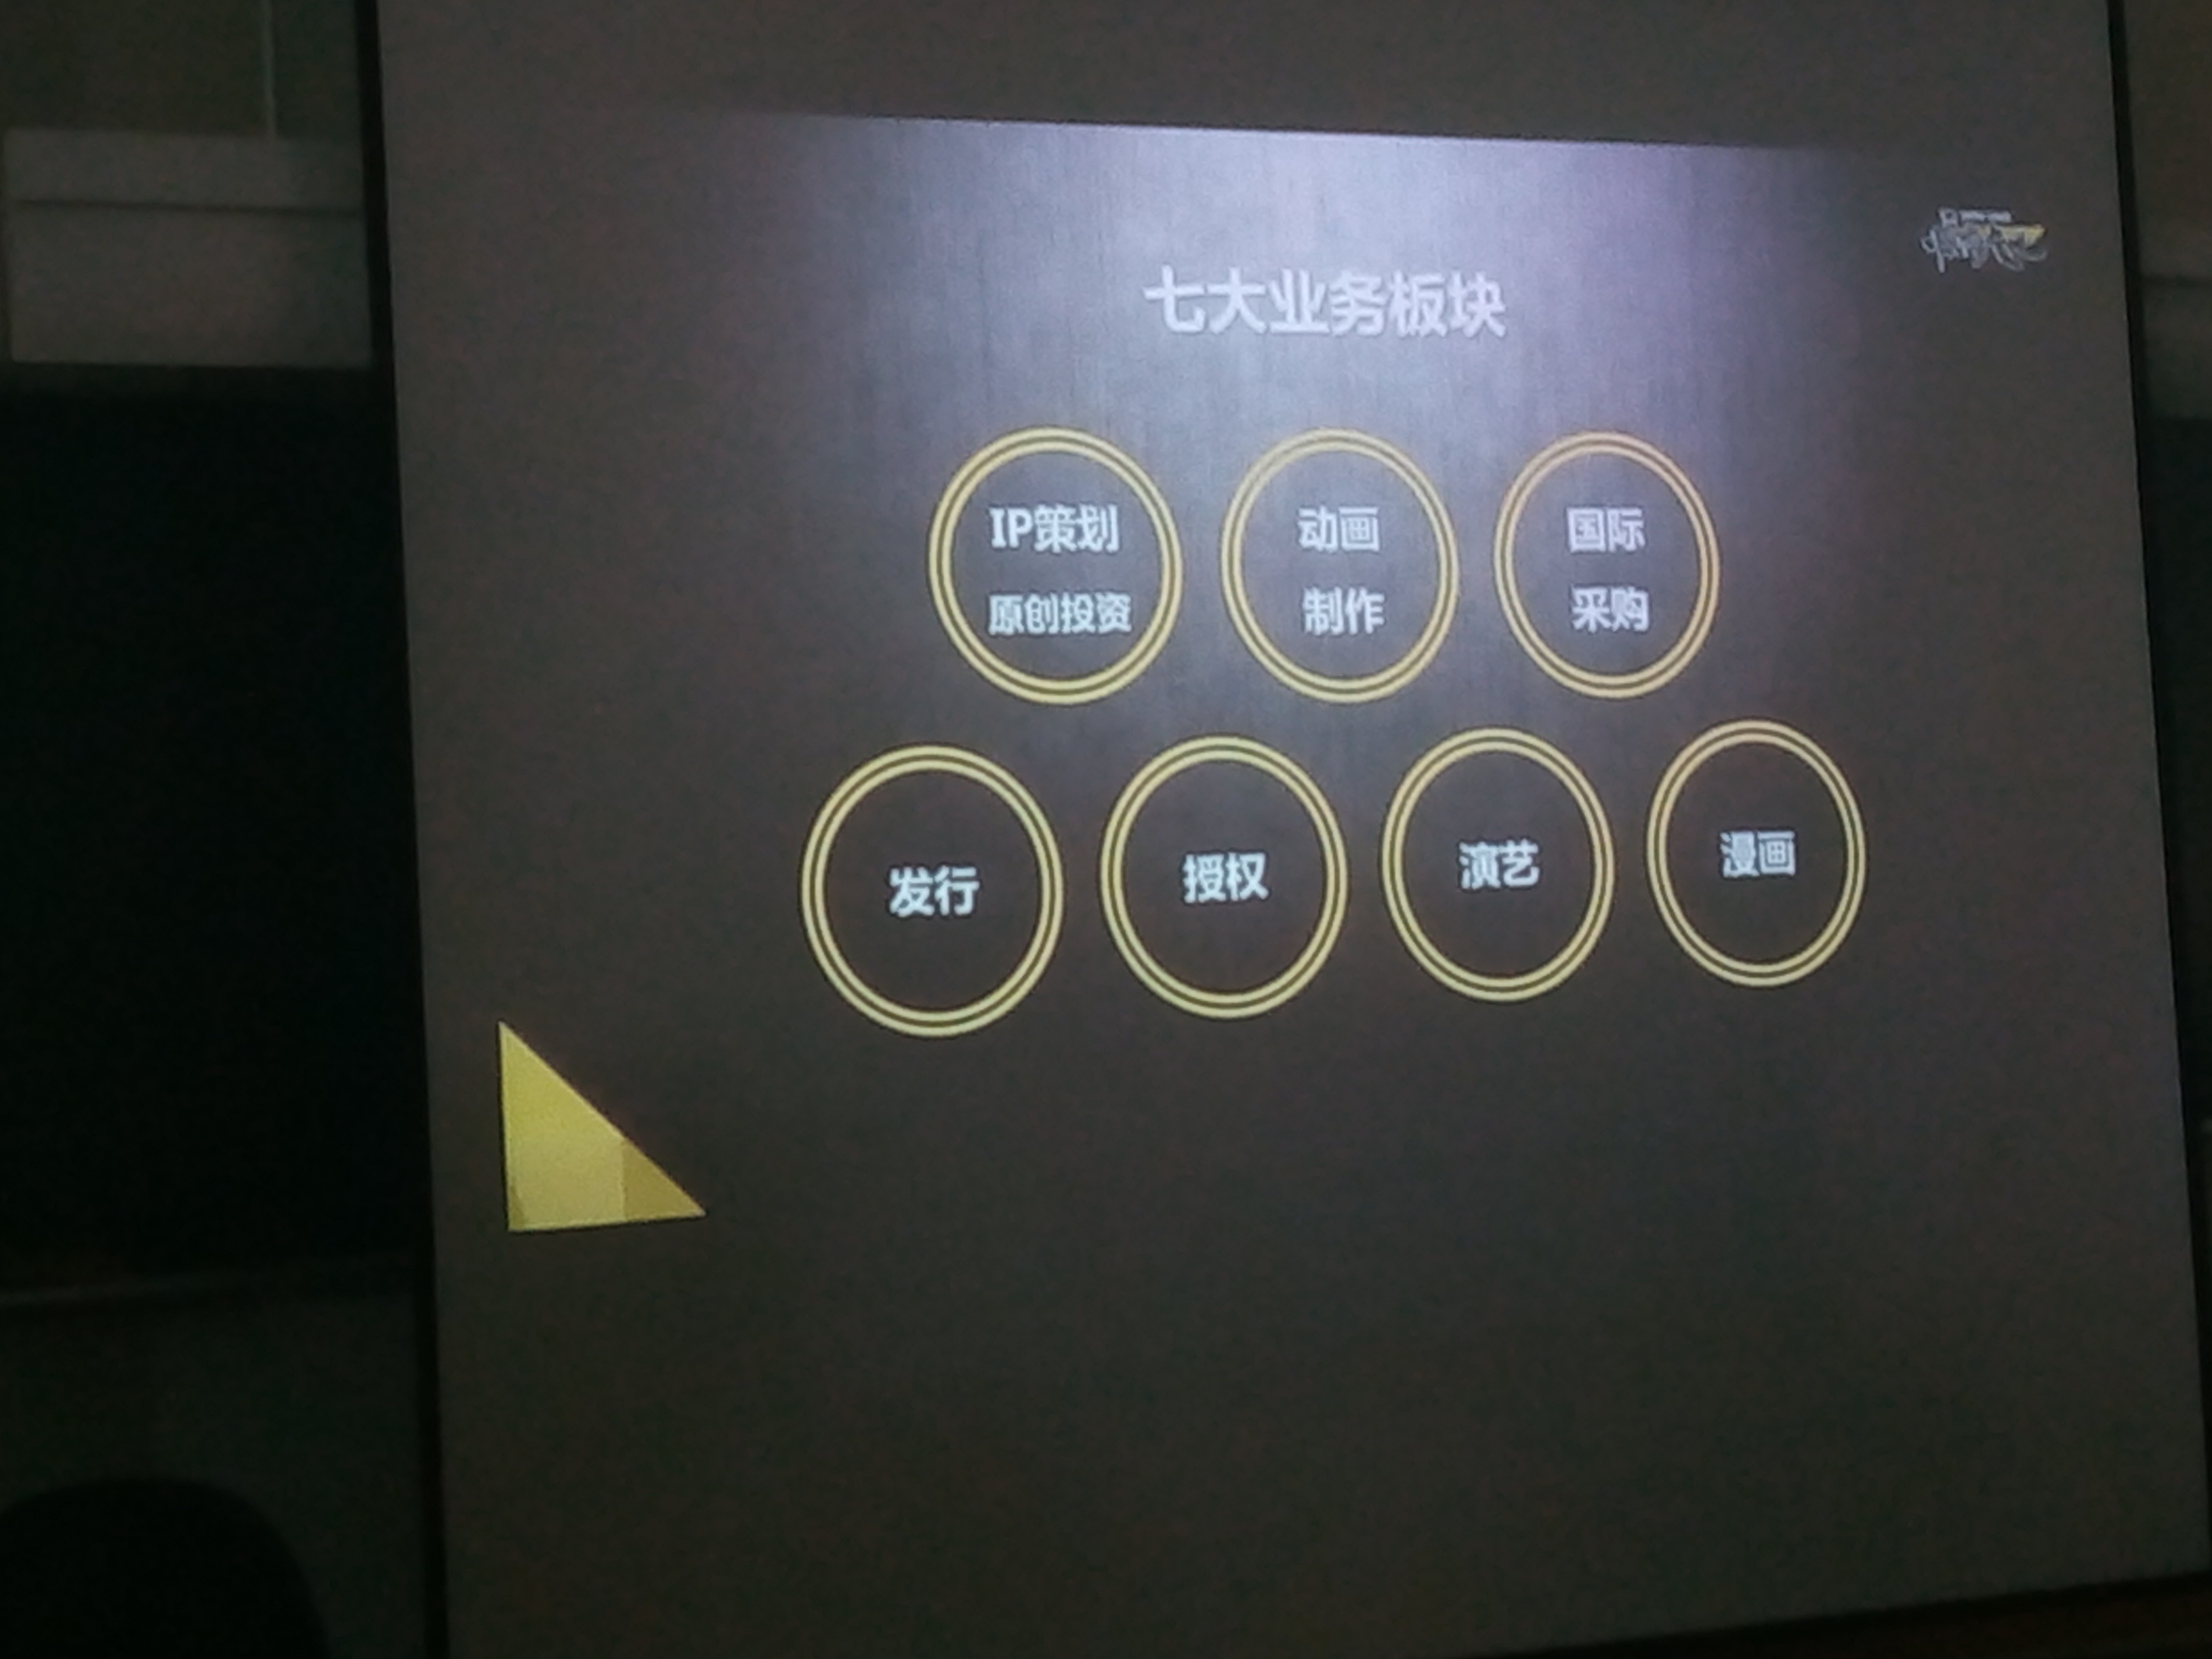 七大业务板块
IP策划
原创投资
动画
制作
国际
采购
发行
授权
演艺
漫画